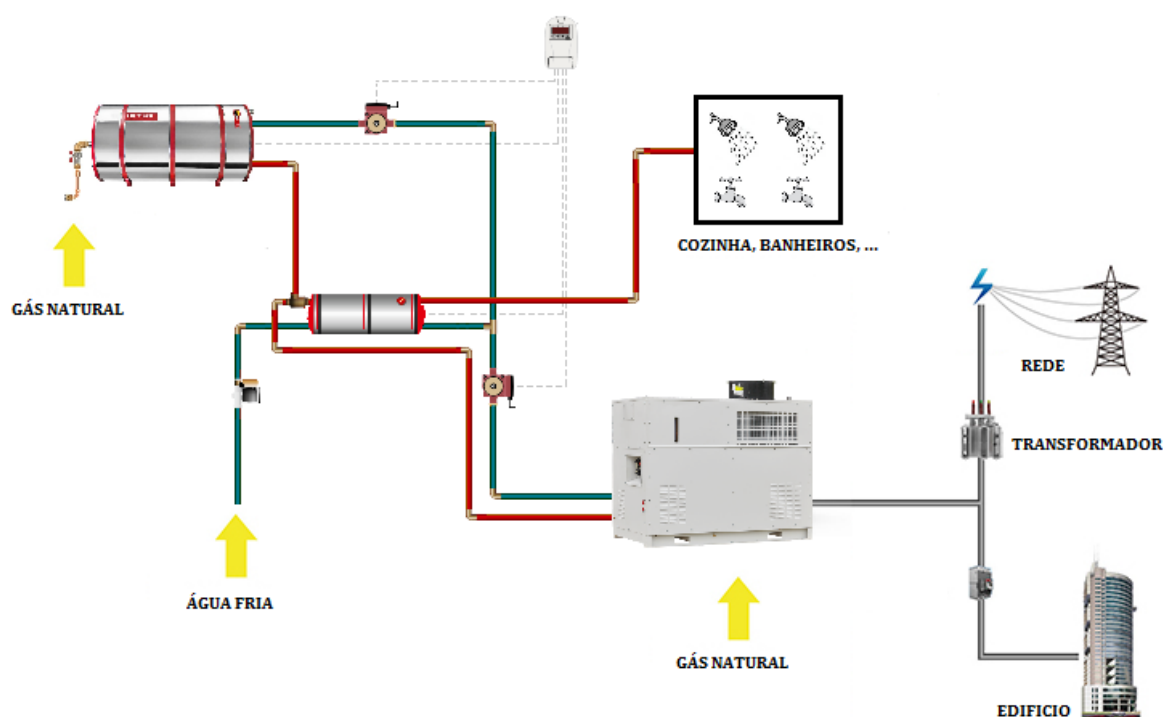 COZINHA, BANHEIROS, ...
GÁS NATURAL
REDE
TRANSFORMADOR
ÁGUA FRIA
GÁS NATURAL
EDIFICIO